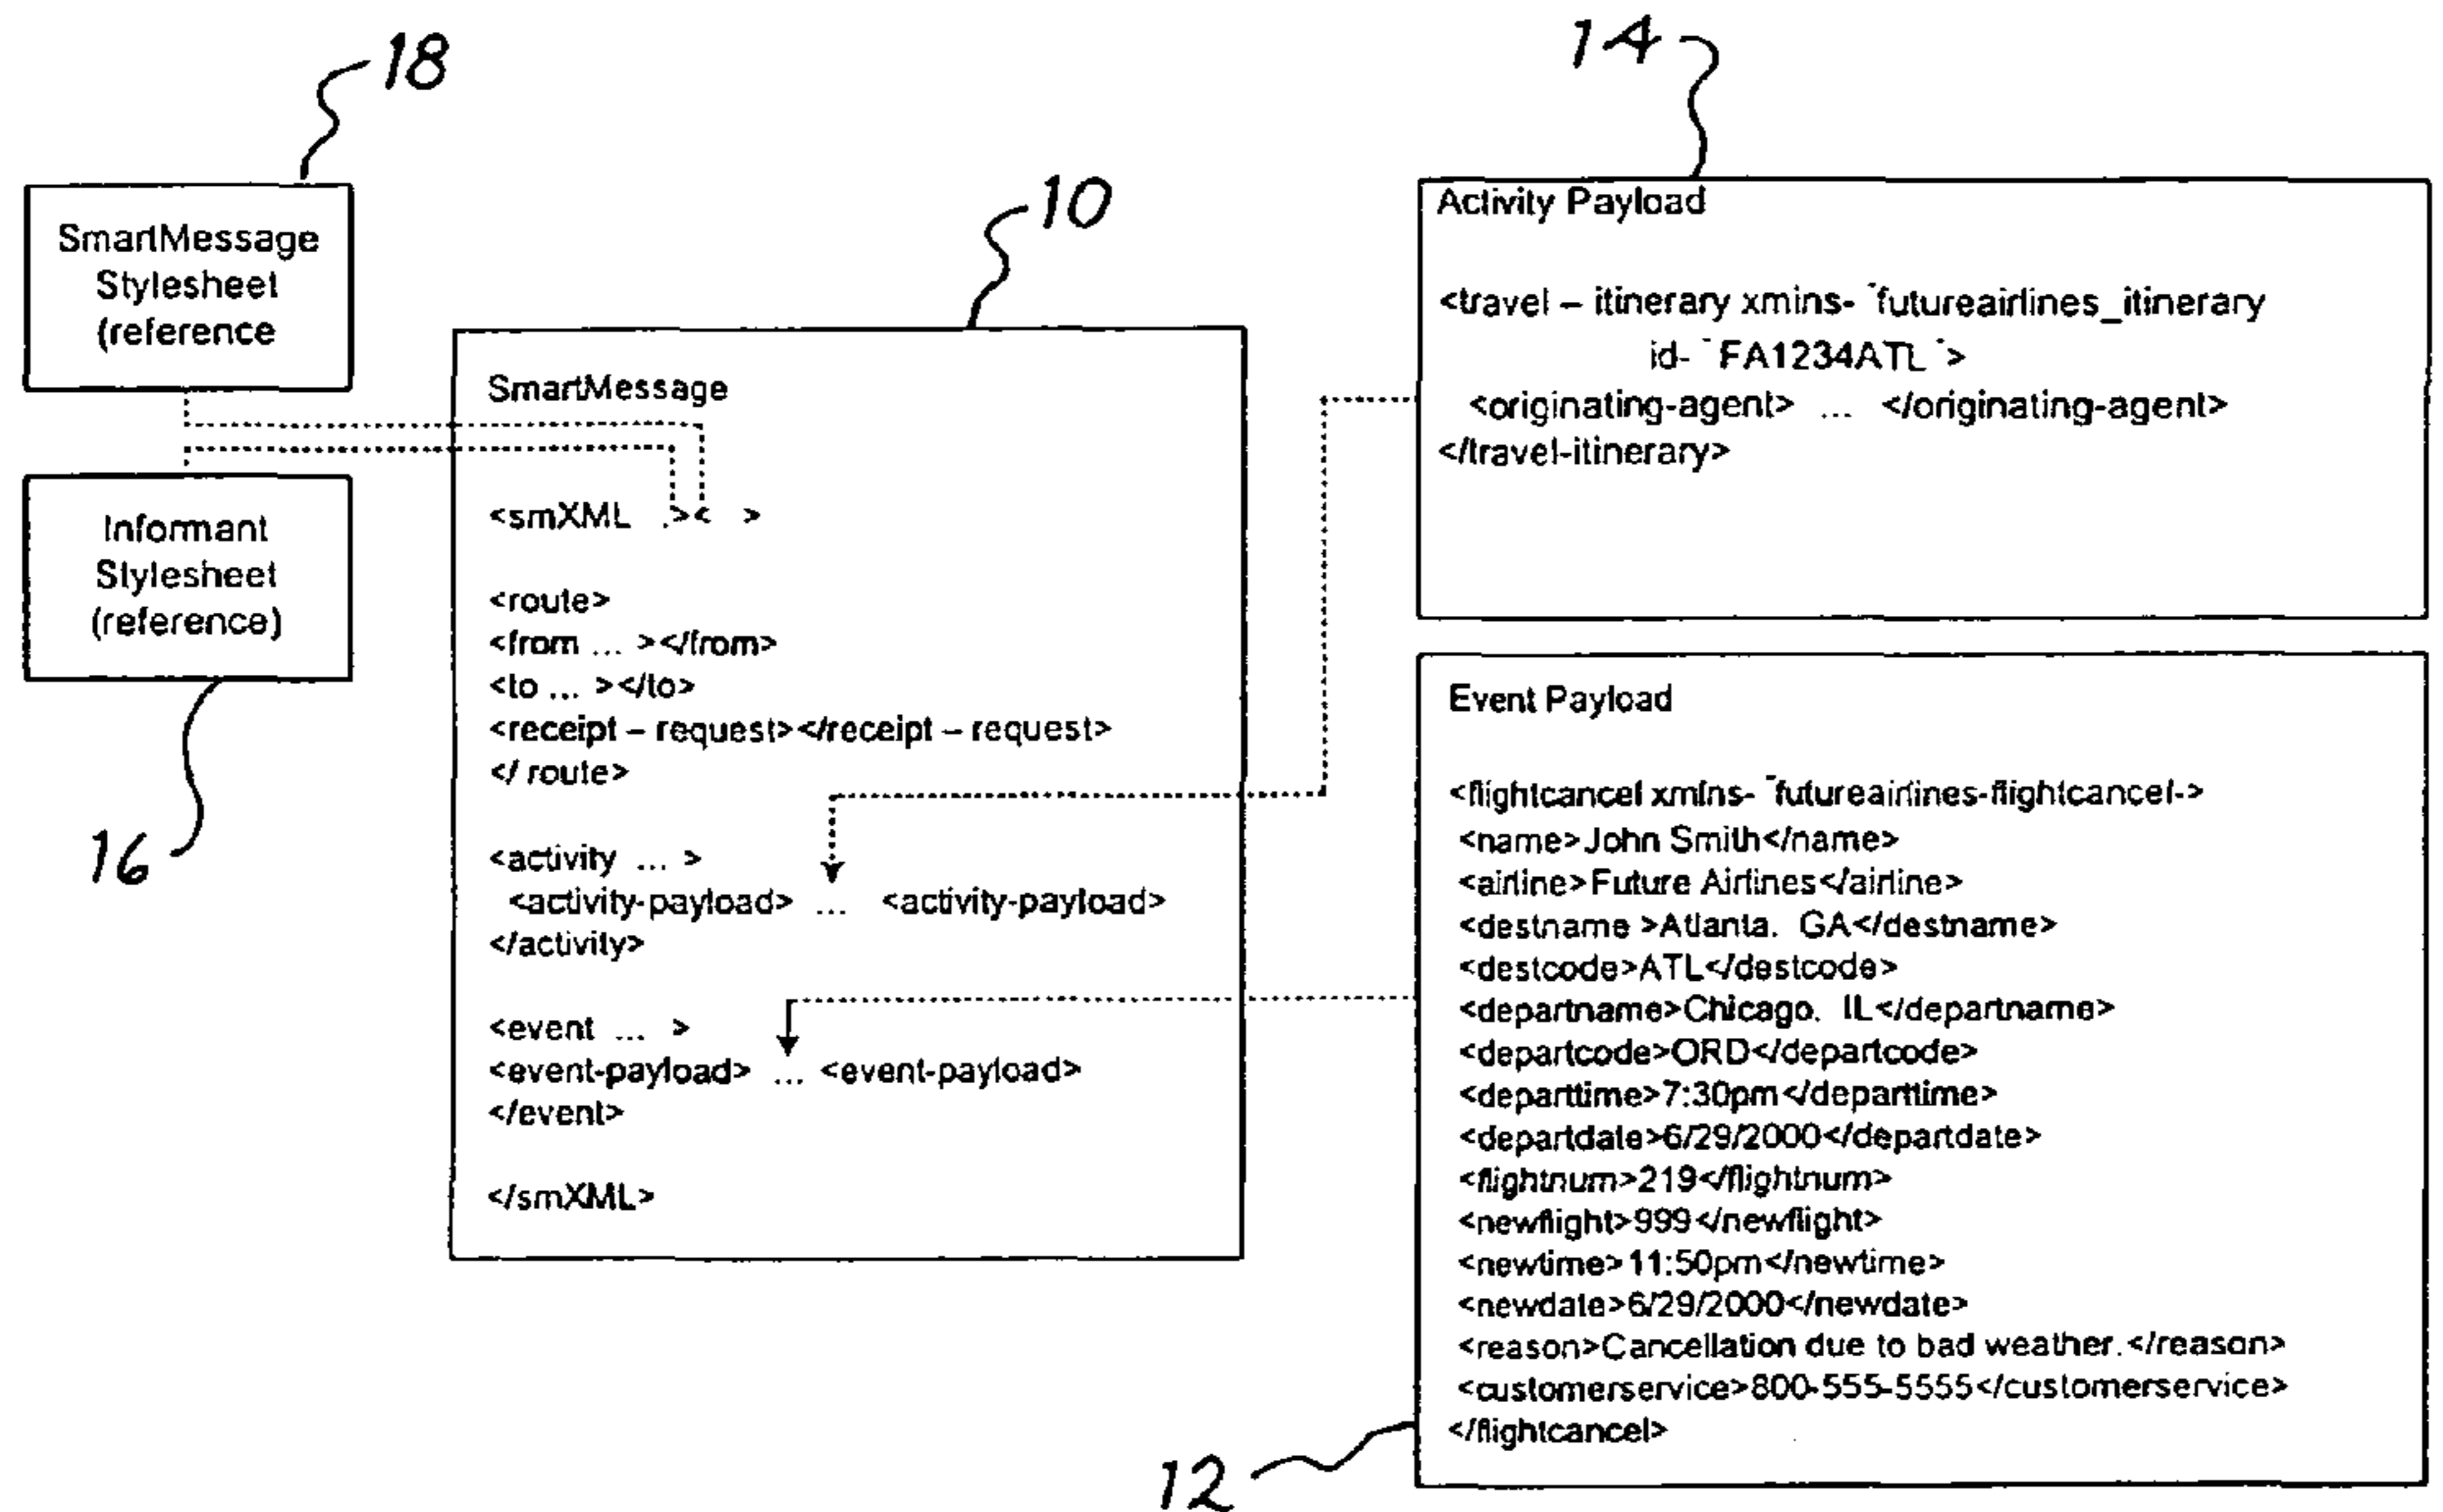 18
SmartMessage
Stylesheet
(reference
Informant
Stylesheet
(reference)
16
10
SmartMessage
<smXML .>< >
<route>
<from ... ></from>
<to ... ></to>
<receipt – request></receipt – request>
</ route>
<activity ... >
<activity-payload> ... <activity-payload>
</activity>
<event ... >
<event-payload> ... <event-payload>
</event>
</smXML>
14
Activity Payload
<travel – itinerary xmins- ˉfutureairlines_itinerary
id- ˉFA1234ATL ˉ>
<originating-agent> ... </originating-agent>
</travel-itinerary>
Event Payload
<flightcancel xmlns- ˉfutureairlines-flightcancel->
<name>John Smith</name>
<airline>Future Airlines</airline>
<destname >Atlanta. GA</destname>
<destcode>ATL</destcode>
<departname>Chicago. IL</departname>
<departcode>ORD</departcode>
<departtime>7:30pm</departtime>
<departdate>6/29/2000</departdate>
<flightnum>219</flightnum>
<newflight>999</newflight>
<newtime>11:50pm</newtime>
<newdate>6/29/2000</newdate>
<reason>Cancellation due to bad weather.</reason>
<customerservice>800-555-5555</customerservice>
</flightcancel>
12